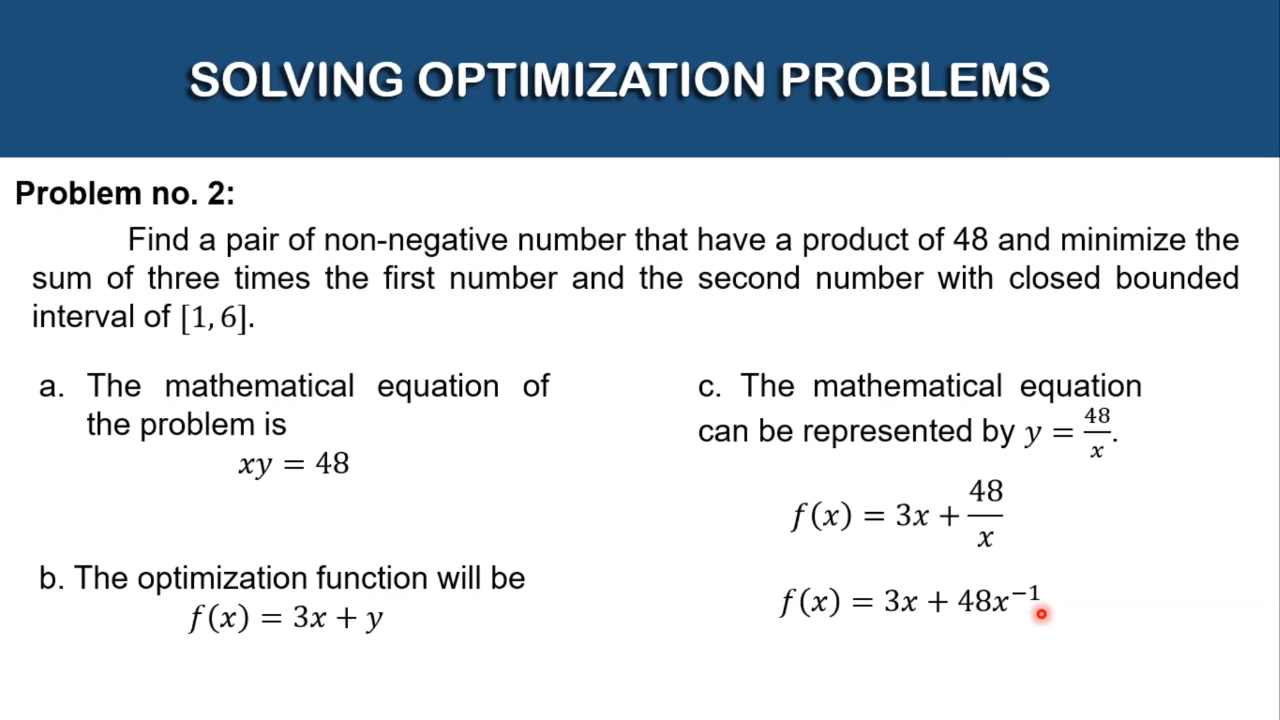 SOLVING OPTIMIZATION PROBLEMS
Problem no. 2:
Find a pair of non-negative number that have a product of 48 and minimize the
sum of three times the first number and the second number with closed bounded
interval of [1, 6].
a. The mathematical equation of
the problem is
xy = 48
b. The optimization function will be
f(x) = 3x + y
c. The mathematical equation
can be represented by y = 48/x.
f(x) = 3x + 48/x
f(x) = 3x + 48x⁻¹